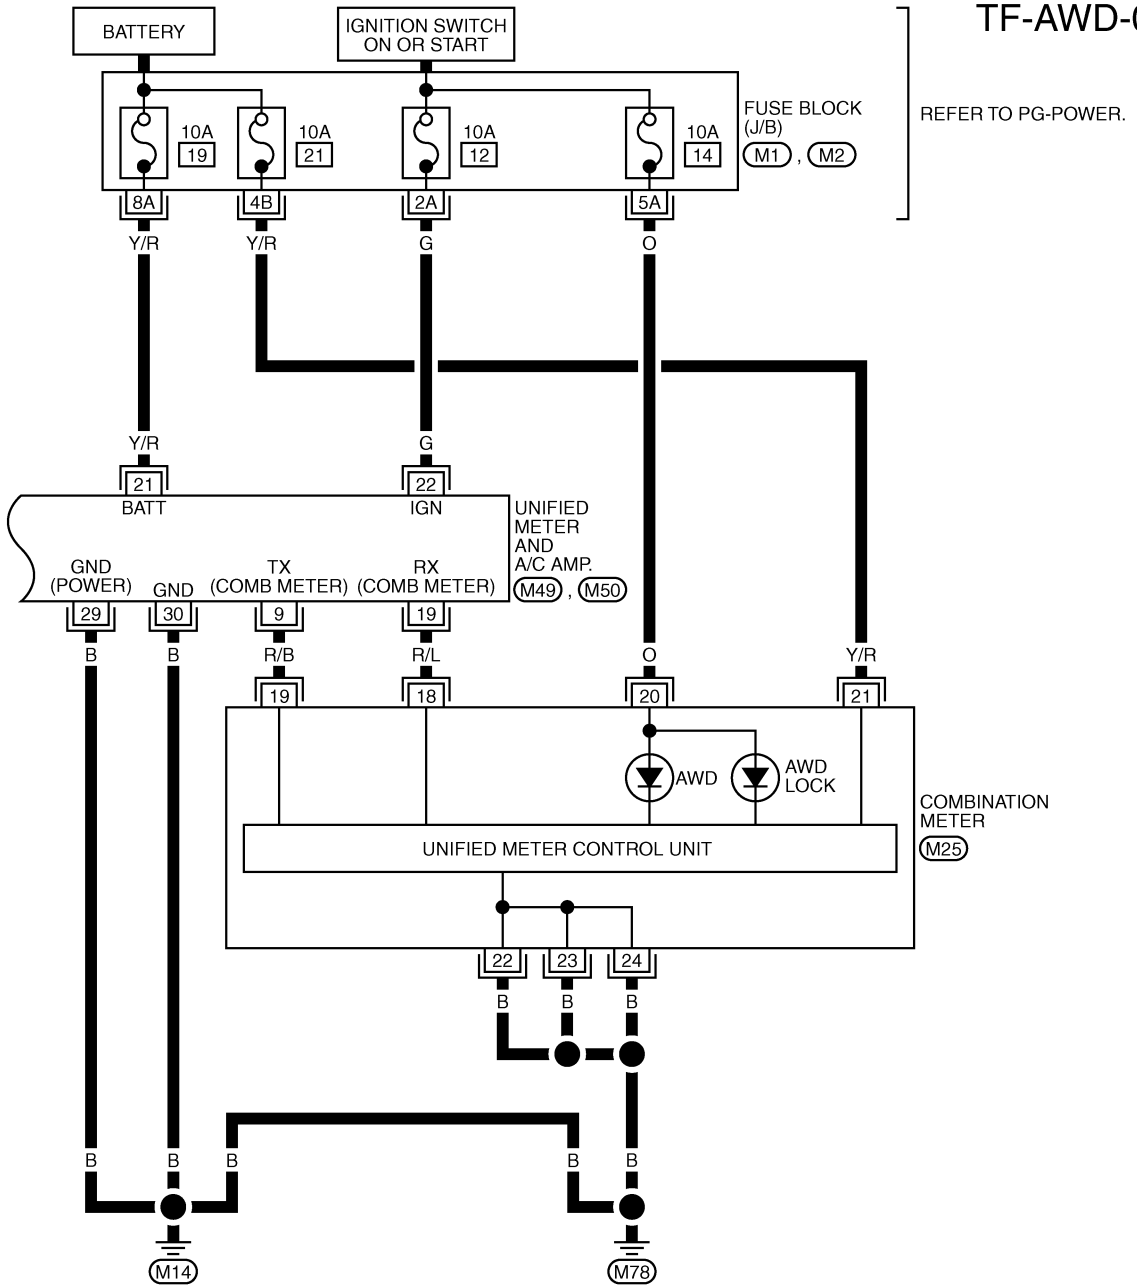 TF-AWD-0
BATTERY
IGNITION SWITCH
ON OR START
REFER TO PG-POWER.
FUSE BLOCK
(J/B)
M1 , M2
10A
19
10A
21
10A
12
10A
14
8A
4B
2A
5A
Y/R
Y/R
G
O
Y/R
G
21
22
BATT
IGN
UNIFIED
METER
AND
A/C AMP.
M49 , M50
GND
(POWER)
GND
TX
(COMB METER)
RX
(COMB METER)
29
30
9
19
B
B
R/B
R/L
O
Y/R
19
18
20
21
AWD
AWD
LOCK
COMBINATION
METER
M25
UNIFIED METER CONTROL UNIT
22
23
24
B
B
B
B
B
B
B
B
M14
M78